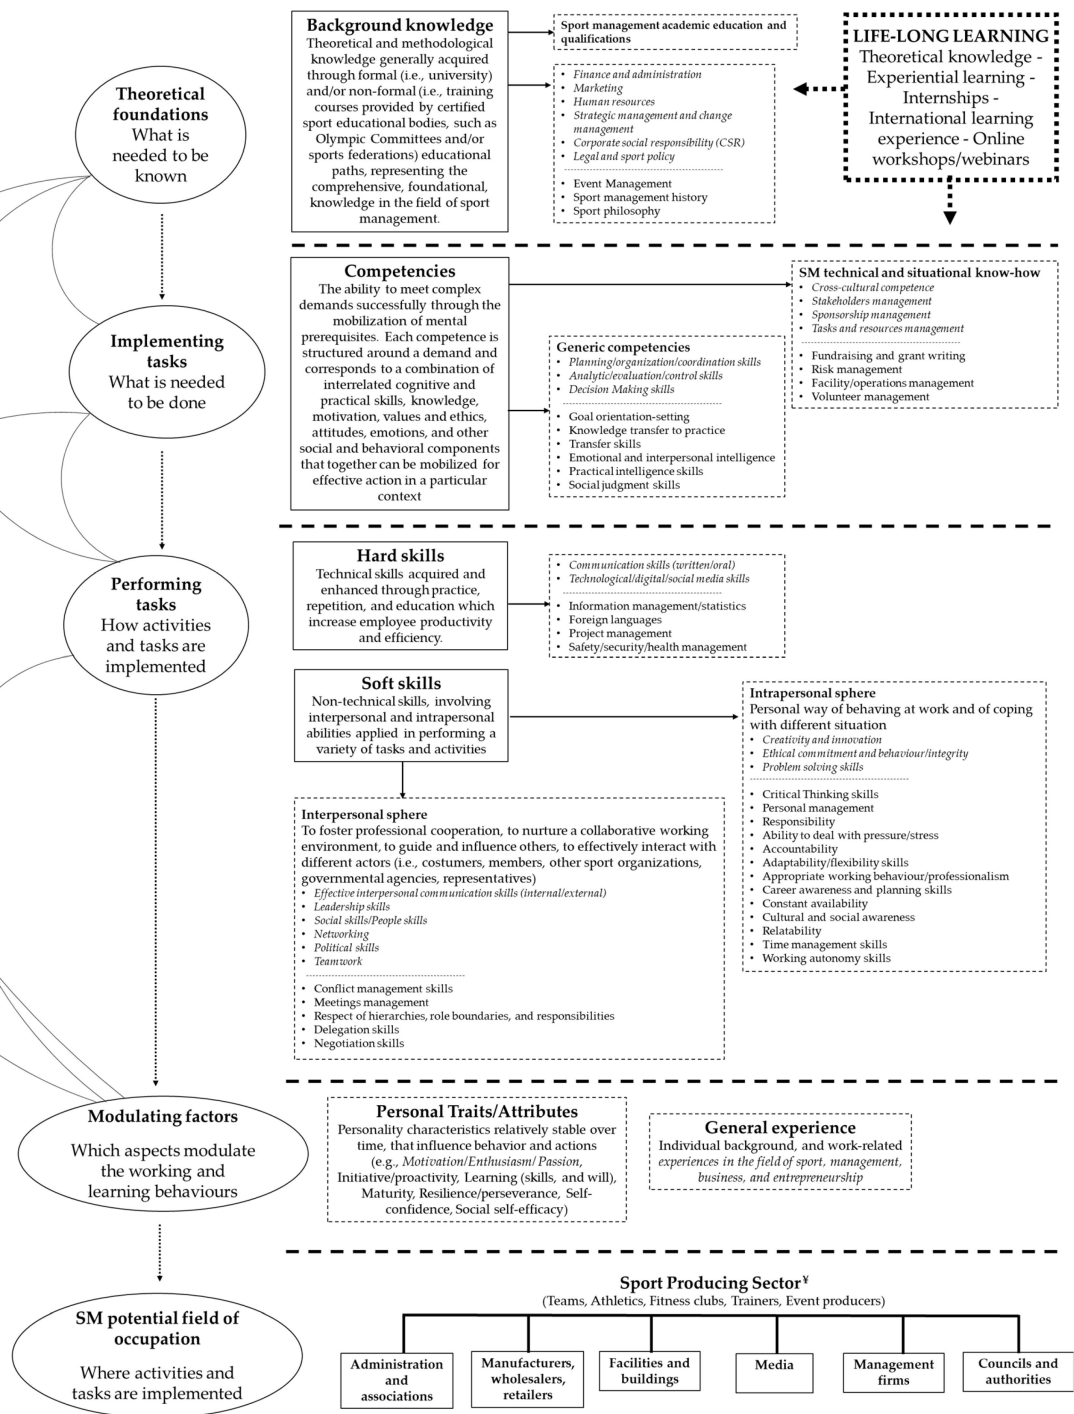 Theoretical
foundations
What is
needed to be
known
Implementing
tasks
What is needed
to be done
Performing
tasks
How activities
and tasks are
implemented
Modulating factors
Which aspects modulate
the working and
learning behaviours
SM potential field of
occupation
Where activities and
tasks are implemented
Background knowledge
Theoretical and methodological
knowledge generally acquired
through formal (i.e., university)
and/or non-formal (i.e., training
courses provided by certified
sport educational bodies, such as
Olympic Committees and/or
sports federations) educational
paths, representing the
comprehensive, foundational,
knowledge in the field of sport
management.
Sport management academic education and
qualifications
• Finance and administration
• Marketing
• Human resources
• Strategic management and change
management
• Corporate social responsibility (CSR)
• Legal and sport policy
• Event Management
• Sport management history
• Sport philosophy
LIFE-LONG LEARNING
Theoretical knowledge -
Experiential learning -
Internships -
International learning
experience - Online
workshops/webinars
Competencies
The ability to meet complex
demands successfully through the
mobilization of mental
prerequisites. Each competence is
structured around a demand and
corresponds to a combination of
interrelated cognitive and
practical skills, knowledge,
motivation, values and ethics,
attitudes, emotions, and other
social and behavioral components
that together can be mobilized for
effective action in a particular
context
Generic competencies
• Planning/organization/coordination skills
• Analytic/evaluation/control skills
• Decision Making skills
• Goal orientation-setting
• Knowledge transfer to practice
• Transfer skills
• Emotional and interpersonal intelligence
• Practical intelligence skills
• Social judgment skills
SM technical and situational know-how
• Cross-cultural competence
• Stakeholders management
• Sponsorship management
• Tasks and resources management
• Fundraising and grant writing
• Risk management
• Facility/operations management
• Volunteer management
Hard skills
Technical skills acquired and
enhanced through practice,
repetition, and education which
increase employee productivity
and efficiency.
• Communication skills (written/oral)
• Technological/digital/social media skills
• Information management/statistics
• Foreign languages
• Project management
• Safety/security/health management
Soft skills
Non-technical skills, involving
interpersonal and intrapersonal
abilities applied in performing a
variety of tasks and activities
Intrapersonal sphere
Personal way of behaving at work and of coping
with different situation
• Creativity and innovation
• Ethical commitment and behaviour/integrity
• Problem solving skills
• Critical Thinking skills
• Personal management
• Responsibility
• Ability to deal with pressure/stress
• Accountability
• Adaptability/flexibility skills
• Appropriate working behaviour/professionalism
• Career awareness and planning skills
• Constant availability
• Cultural and social awareness
• Relatability
• Time management skills
• Working autonomy skills
Interpersonal sphere
To foster professional cooperation, to nurture a collaborative working
environment, to guide and influence others, to effectively interact with
different actors (i.e., costumers, members, other sport organizations,
governmental agencies, representatives)
• Effective interpersonal communication skills (internal/external)
• Leadership skills
• Social skills/People skills
• Networking
• Political skills
• Teamwork
• Conflict management skills
• Meetings management
• Respect of hierarchies, role boundaries, and responsibilities
• Delegation skills
• Negotiation skills
Personal Traits/Attributes
Personality characteristics relatively stable over
time, that influence behavior and actions
(e.g., Motivation/Enthusiasm/ Passion,
Initiative/proactivity, Learning (skills, and will),
Maturity, Resilience/perseverance, Self-
confidence, Social self-efficacy)
General experience
Individual background, and work-related
experiences in the field of sport, management,
business, and entrepreneurship
Sport Producing Sector¥
(Teams, Athletics, Fitness clubs, Trainers, Event producers)
Administration
and
associations
Manufacturers,
wholesalers,
retailers
Facilities and
buildings
Media
Management
firms
Councils and
authorities